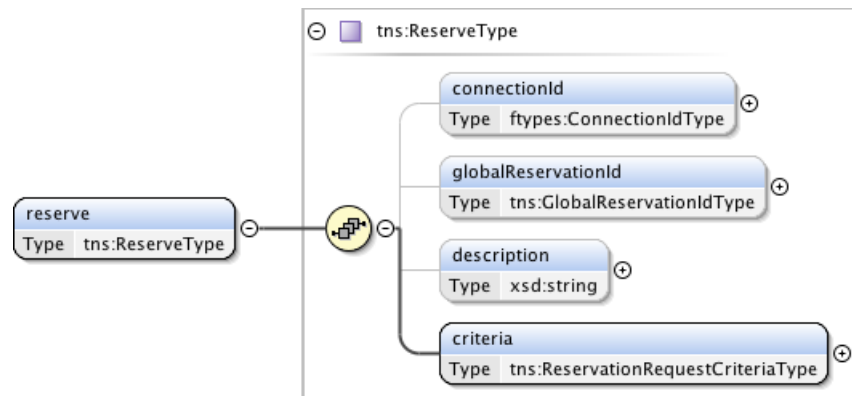 tns:ReserveType
connectionId
Type ftypes:ConnectionIdType
globalReservationId
Type tns:GlobalReservationIdType
reserve
Type tns:ReserveType
description
Type xsd:string
criteria
Type tns:ReservationRequestCriteriaType